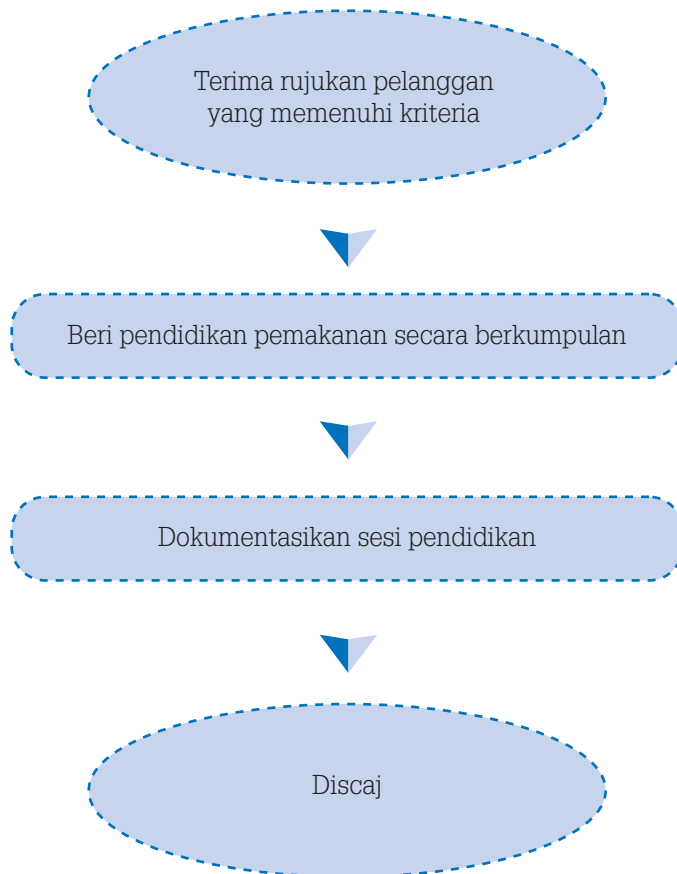 Terima rujukan pelanggan
yang memenuhi kriteria
Beri pendidikan pemakanan secara berkumpulan
Dokumentasikan sesi pendidikan
Discaj